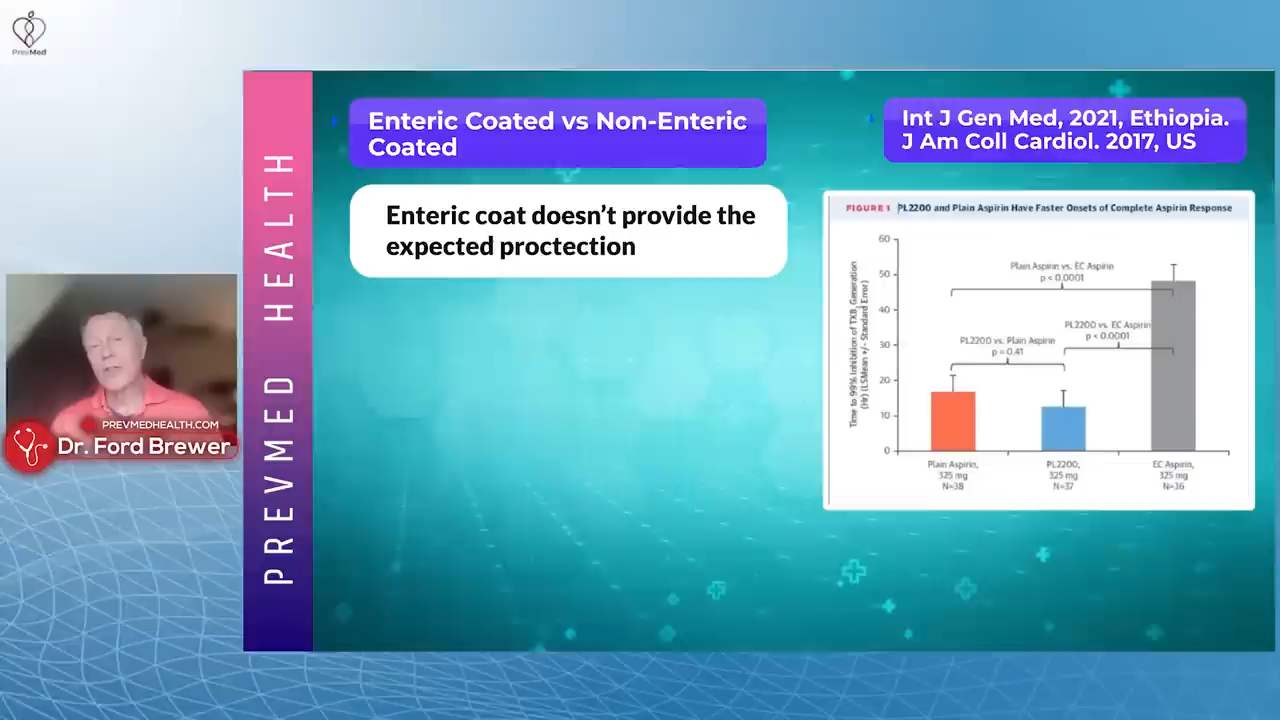 PrevMed
PREVMED HEALTH
Enteric Coated vs Non-Enteric
Coated
Int J Gen Med, 2021, Ethiopia.
J Am Coll Cardiol. 2017, US
Enteric coat doesn’t provide the
expected proctection
FIGURE 1 PL2200 and Plain Aspirin Have Faster Onsets of Complete Aspirin Response
Time to 99% Inhibition of TXB2 Generation
(Hr) (LSMean +/- Standard Error)
60
50
40
30
20
10
0
Plain Aspirin vs. EC Aspirin
p < 0.0001
PL2200 vs. EC Aspirin
p < 0.0001
PL2200 vs. Plain Aspirin
p = 0.41
Plain Aspirin,
325 mg
N=38
PL2200,
325 mg
N=37
EC Aspirin,
325 mg
N=36
PREVMEDHEALTH.COM
Dr. Ford Brewer